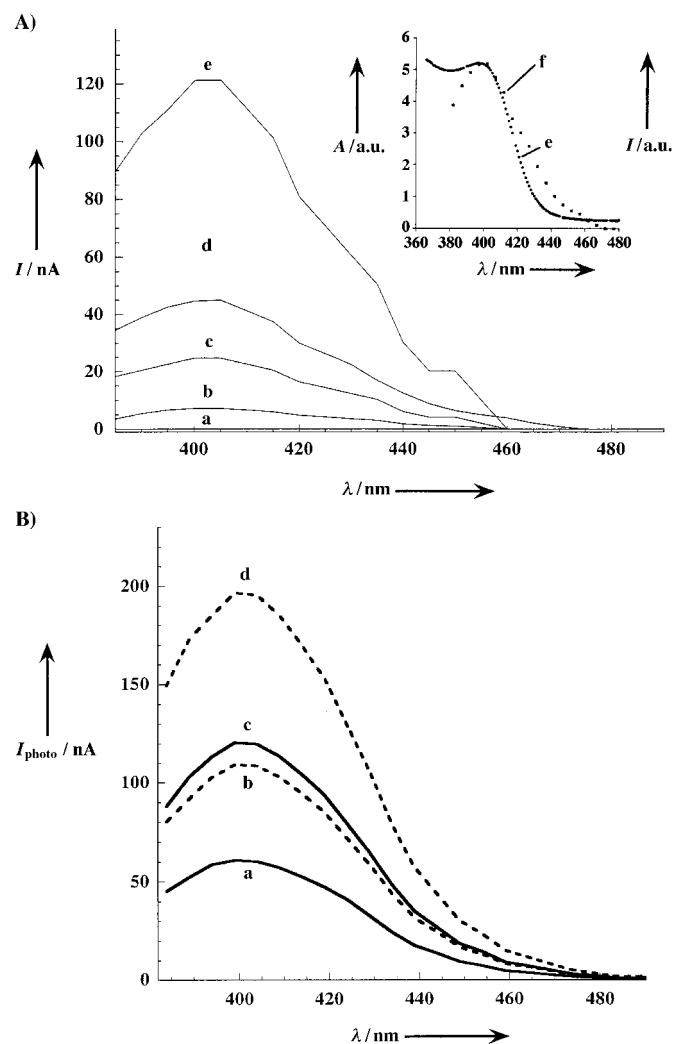 A)
I / nA
120
100
80
60
40
20
0
e
d
c
b
a
400 420 440 460 480
λ / nm
A / a.u.
6
5
4
3
2
1
0
f
e
360 400 420 440 460 480
λ / nm
I / a.u.
B)
I photo / nA
200
150
100
50
0
d
c
b
a
400 420 440 460 480
λ / nm